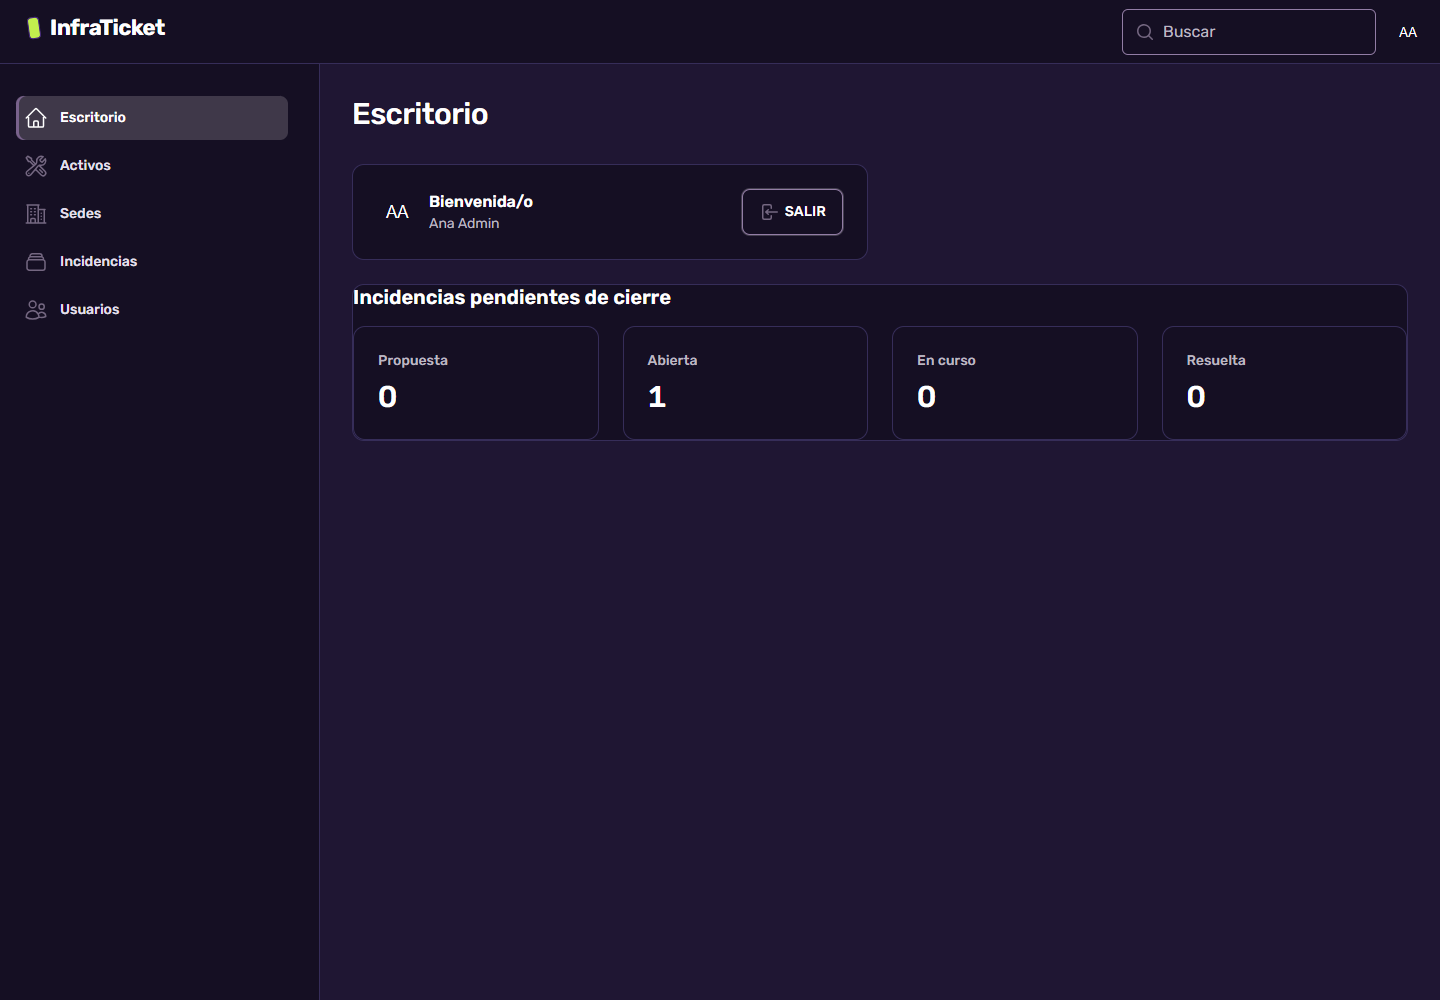 InfraTicket
Buscar
AA
Escritorio
Activos
Sedes
Incidencias
Usuarios
Escritorio
AA
Bienvenida/o
Ana Admin
SALIR
Incidencias pendientes de cierre
Propuesta
0
Abierta
1
En curso
0
Resuelta
0